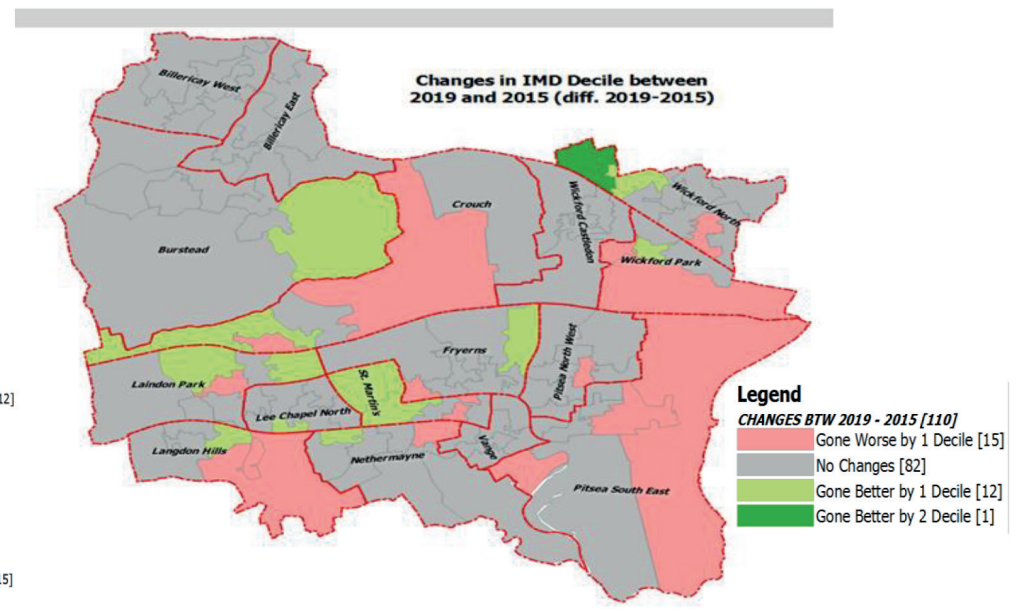 Changes in IMD Decile between
2019 and 2015 (diff. 2019-2015)
Billericay West
Billericay East
Crouch
Wickford Castledon
Wickford North
Burstead
Wickford Park
Fryerns
Pitsea North West
Laindon Park
St. Martin's
Lee Chapel North
Langdon Hills
Nethermayne
Vange
Pitsea South East
12]
15]
Legend
CHANGES BTW 2019 - 2015 [110]
Gone Worse by 1 Decile [15]
No Changes [82]
Gone Better by 1 Decile [12]
Gone Better by 2 Decile [1]